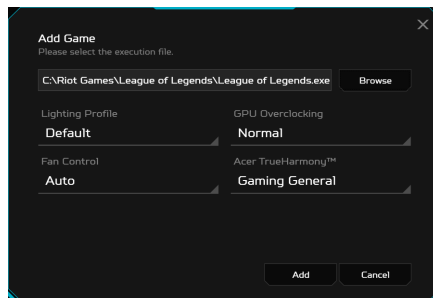 Add Game
Please select the execution file.
C:\Riot Games\League of Legends\League of Legends.exe
Browse
Lighting Profile
GPU Overclocking
Default
Normal
Fan Control
Acer TrueHarmony™
Auto
Gaming General
Add
Cancel